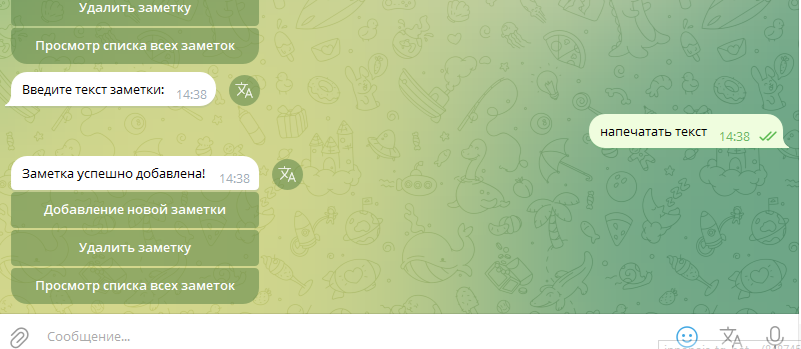 Удалить заметку
Просмотр списка всех заметок
Введите текст заметки: 14:38
напечатать текст 14:38
Заметка успешно добавлена! 14:38
Добавление новой заметки
Удалить заметку
Просмотр списка всех заметок
Сообщение...